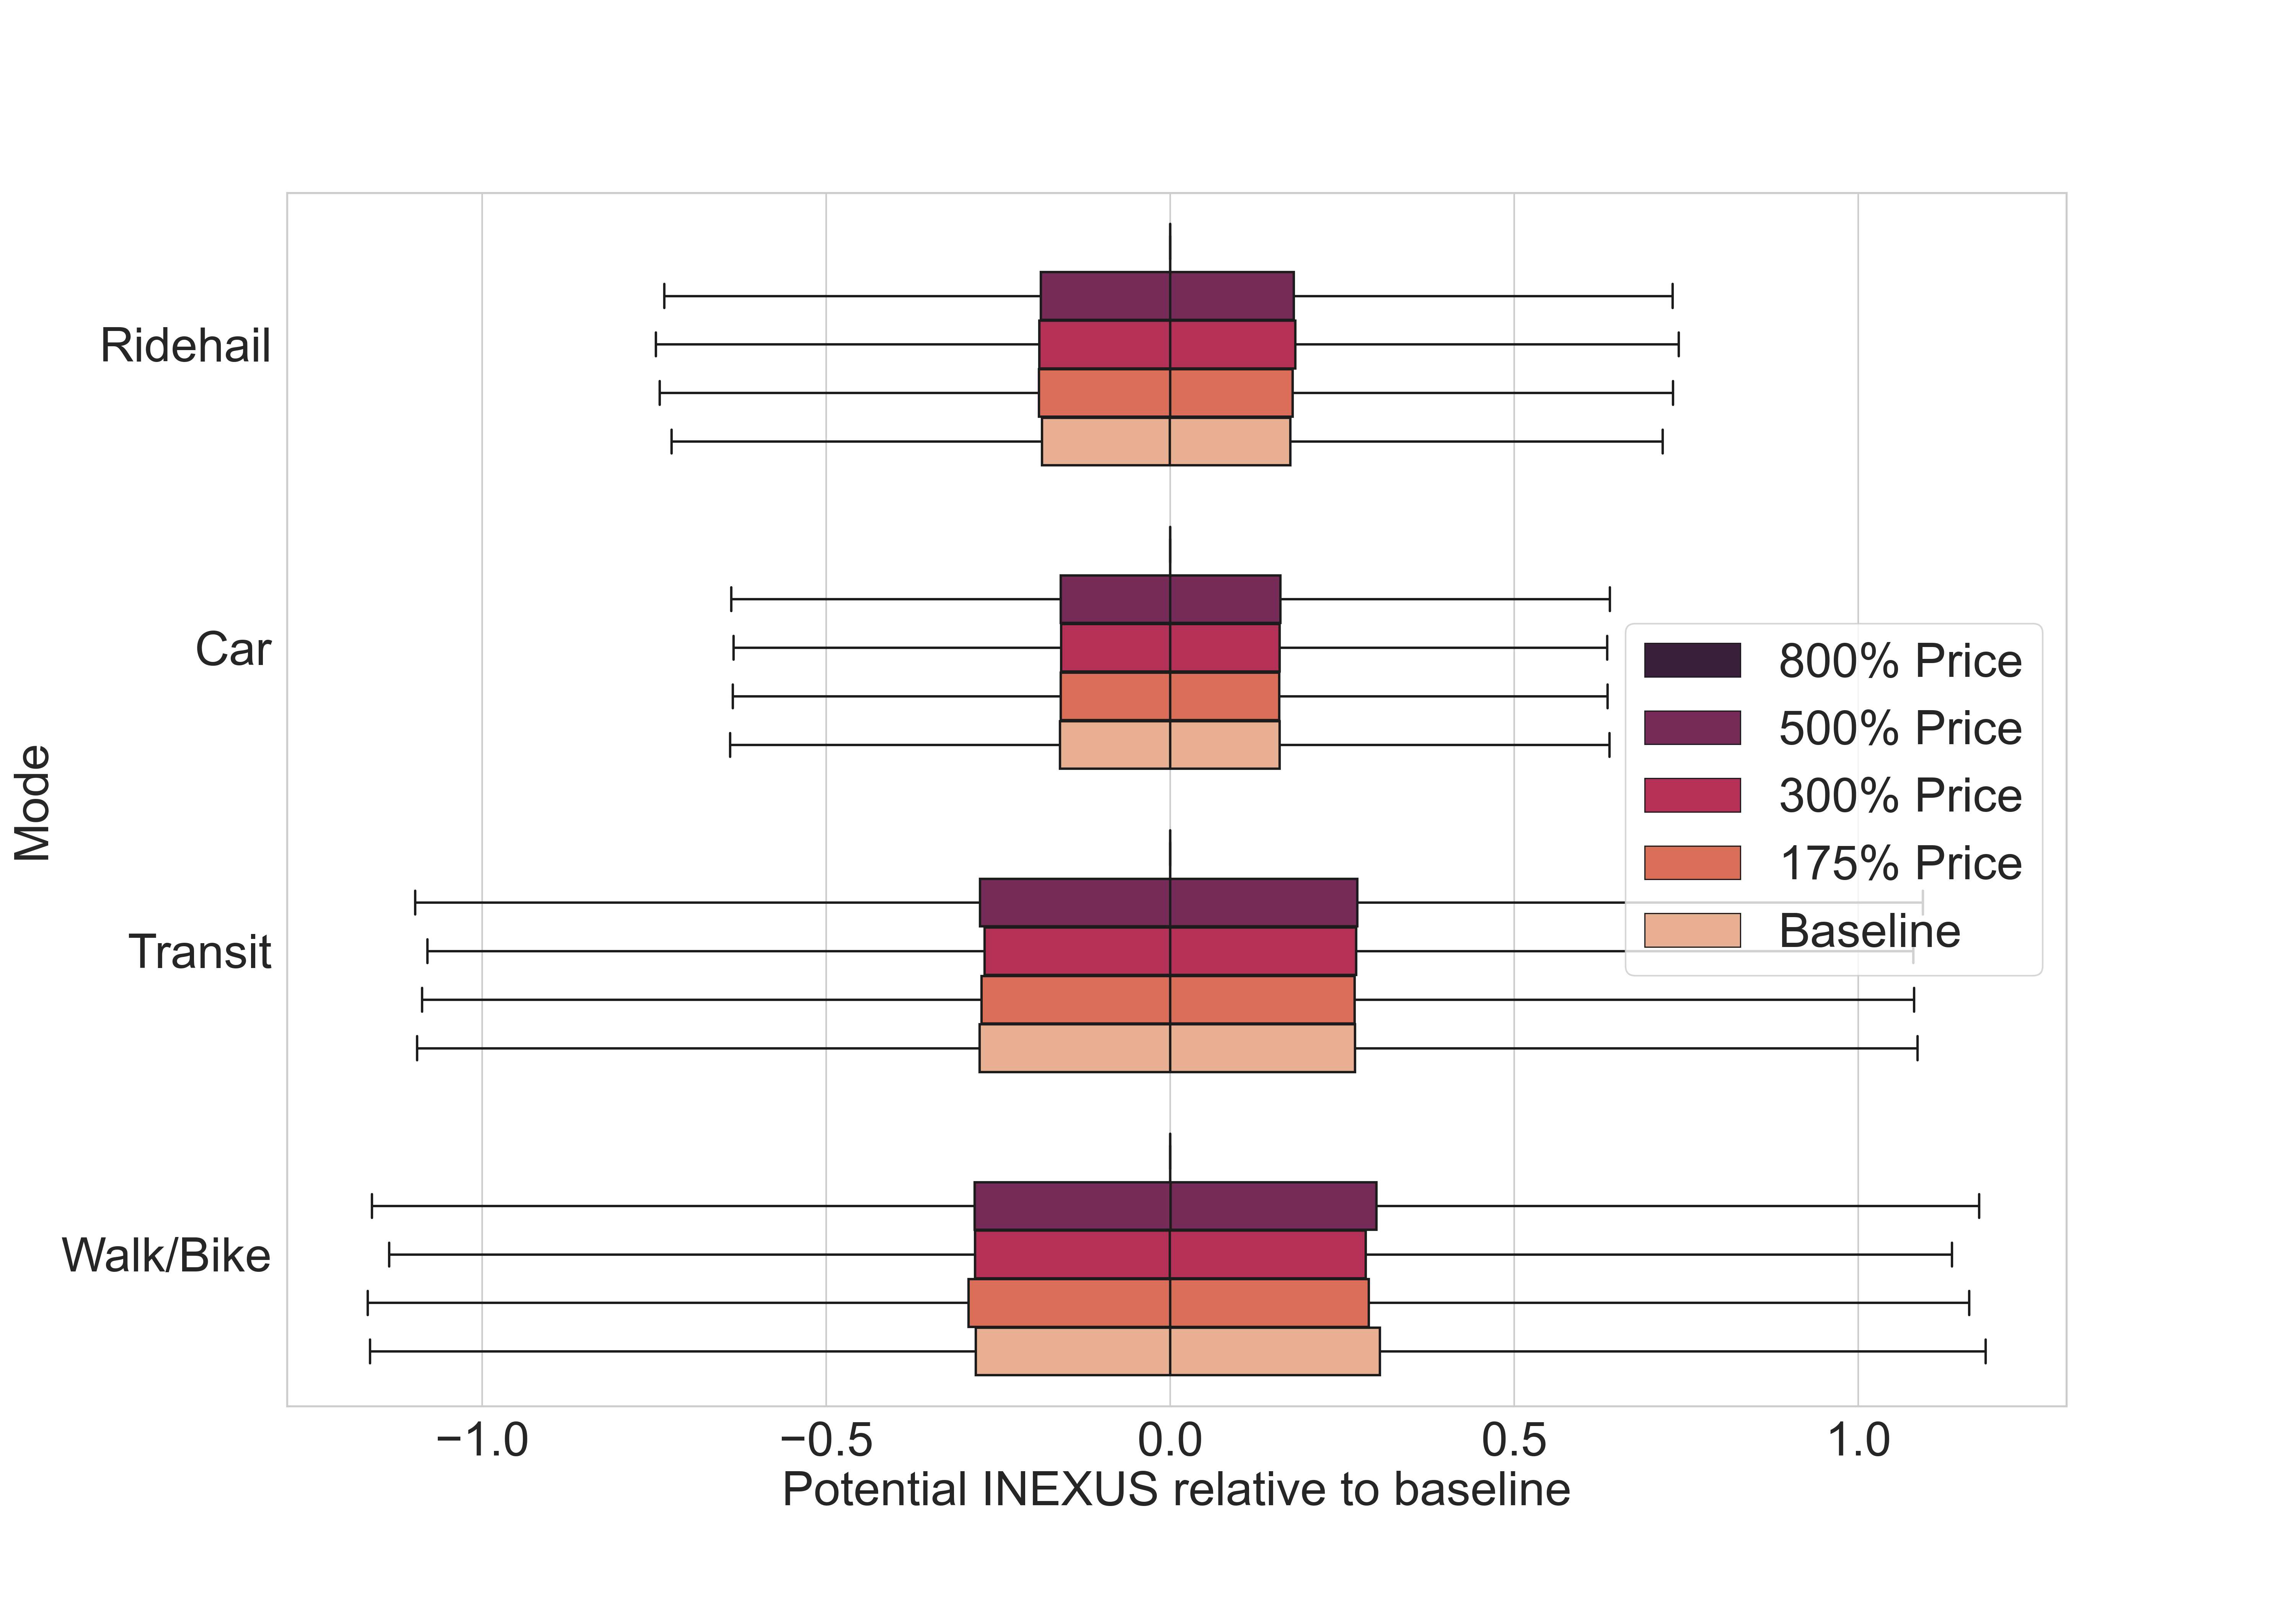 Ridehail
Car
Transit
Walk/Bike
Mode
800% Price
500% Price
300% Price
175% Price
Baseline
−1.0 −0.5 0.0 0.5 1.0
Potential INEXUS relative to baseline